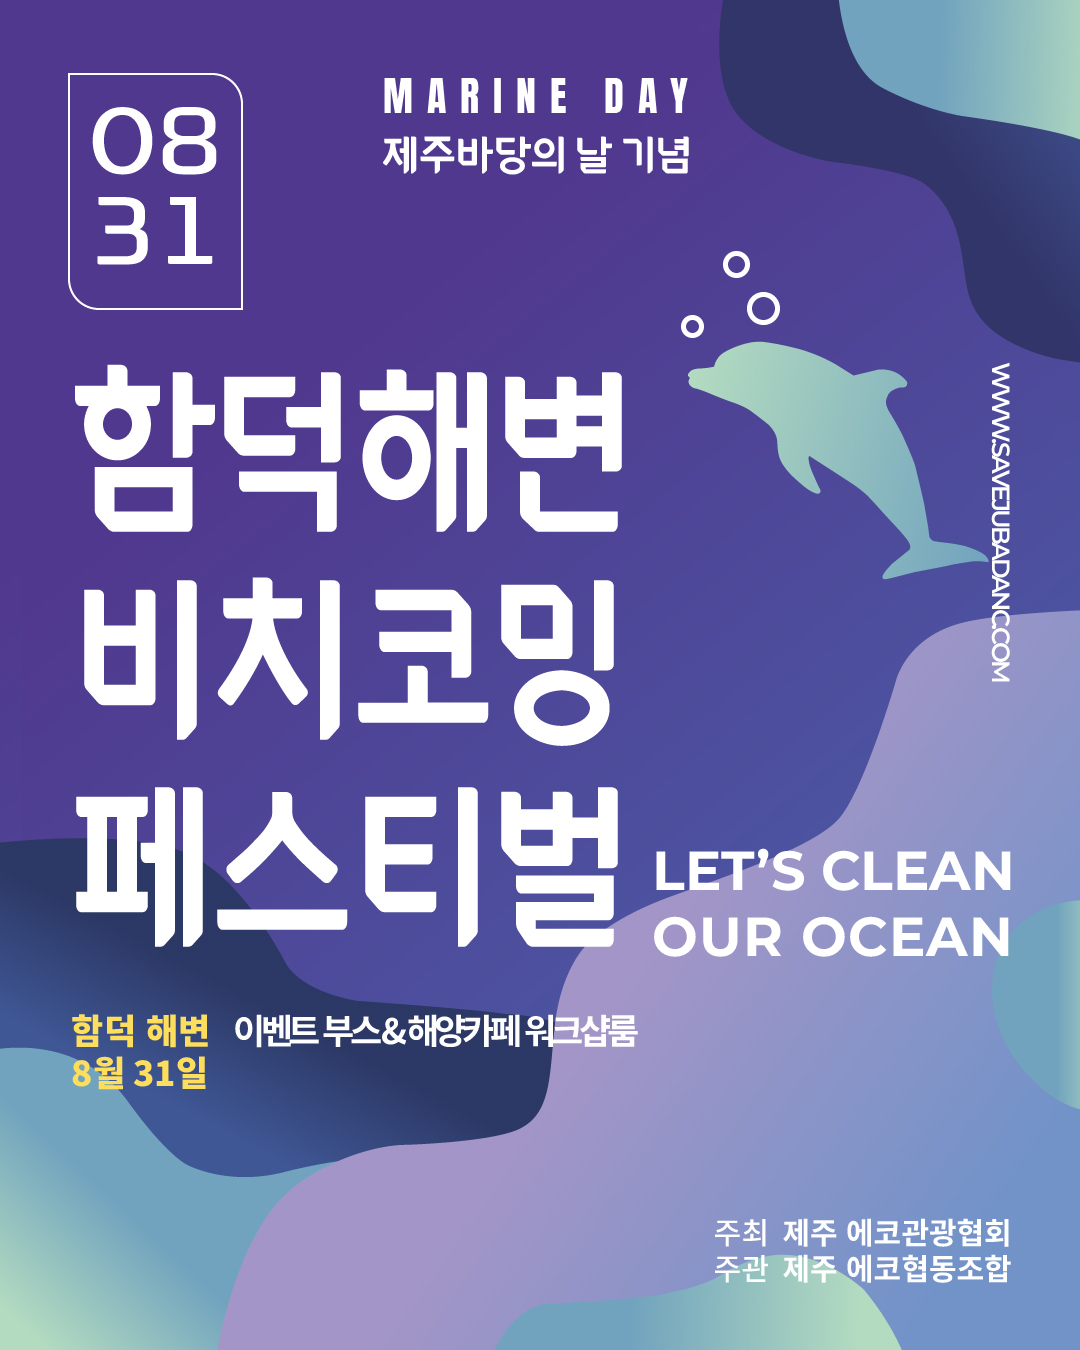 08
31
MARINE DAY
제주바당의 날 기념
함덕해변
비치코밍
페스티벌
WWW.SAVEJUBADANG.COM
LET’S CLEAN
OUR OCEAN
함덕 해변
8월 31일
이벤트 부스&해양카페 워크샵룸
주최 제주 에코관광협회
주관 제주 에코협동조합